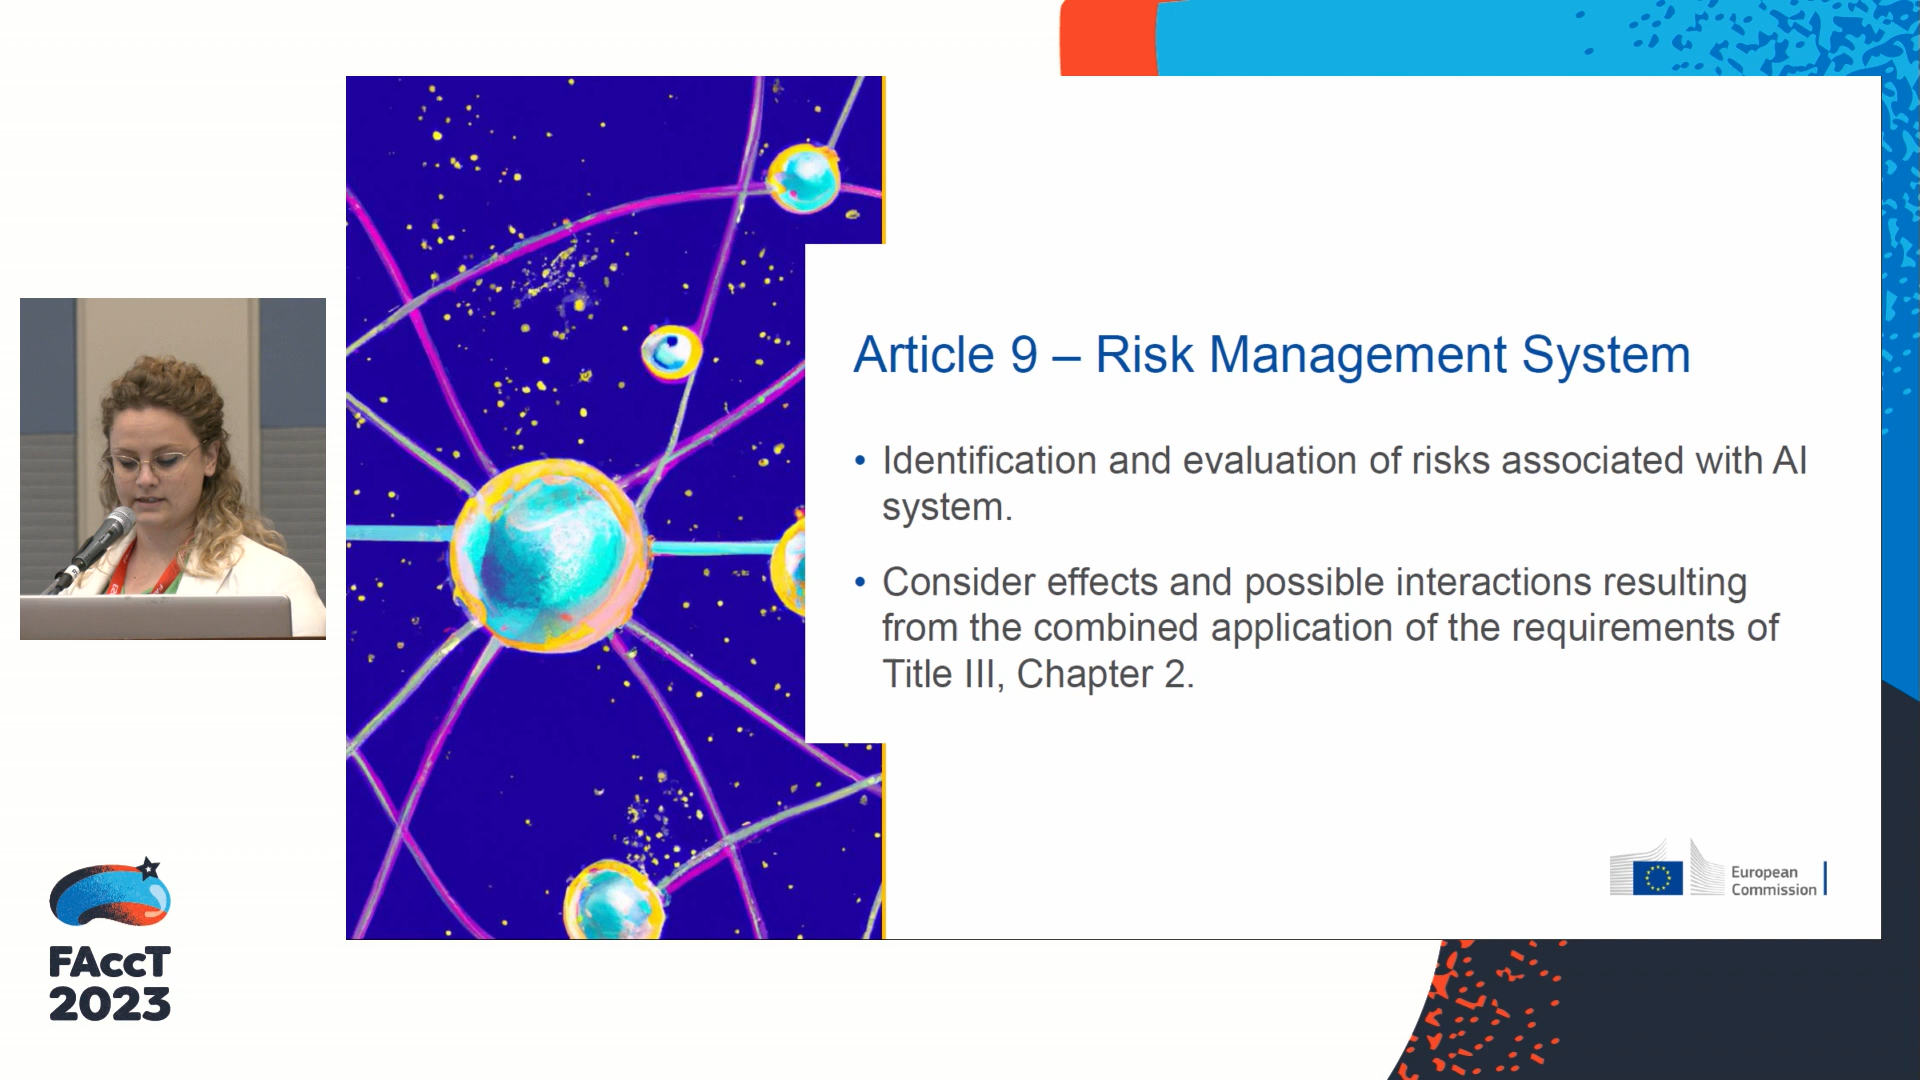 Article 9 – Risk Management System
• Identification and evaluation of risks associated with AI
system.
• Consider effects and possible interactions resulting
from the combined application of the requirements of
Title III, Chapter 2.
European
Commission
FAccT
2023